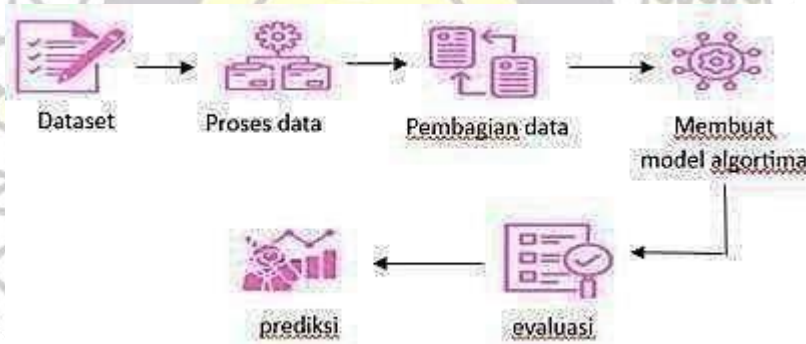 Dataset
Proses data
Pembagian data
Membuat
model algortima
evaluasi
prediksi